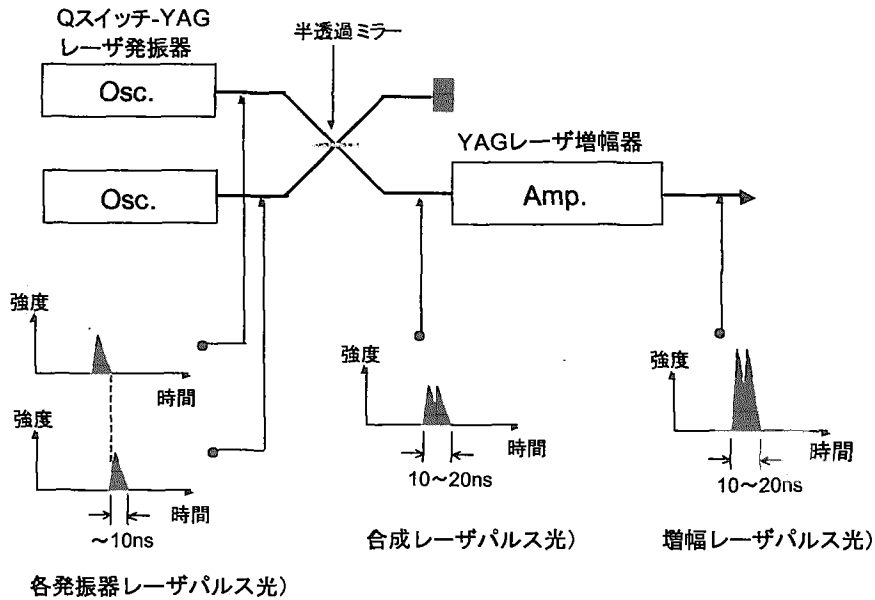 Qスイッチ-YAG
レーザ発振器
半透過ミラー
Osc.
YAGレーザ増幅器
Osc.
Amp.
強度
時間
強度
時間
～10ns
強度
時間
10～20ns
強度
時間
10～20ns
合成レーザパルス光)
増幅レーザパルス光)
各発振器レーザパルス光)